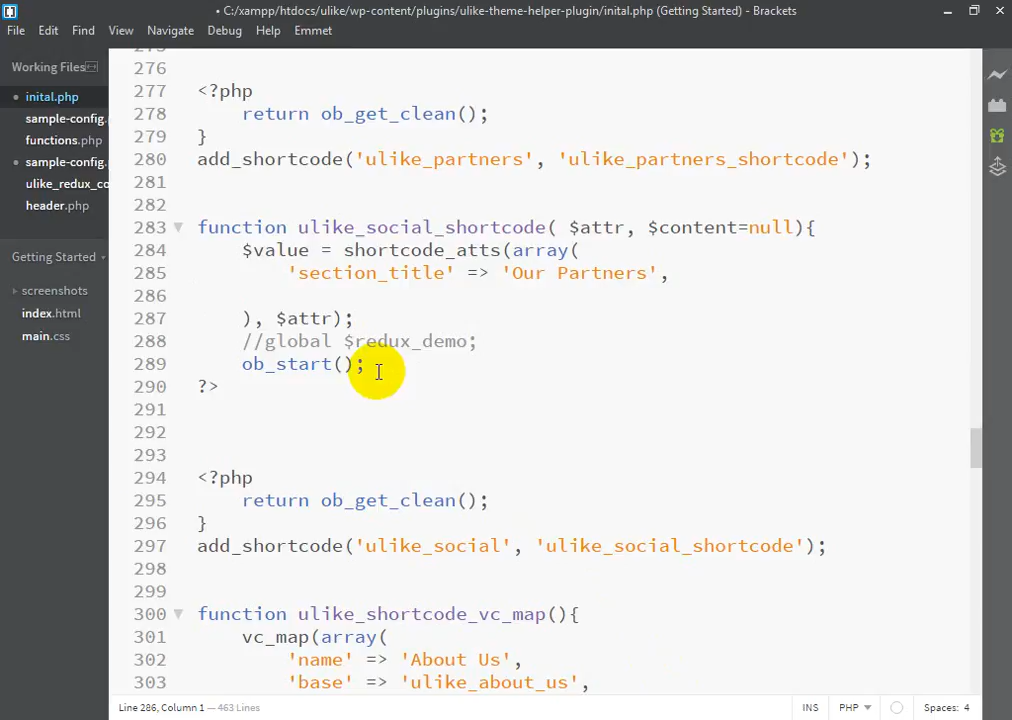 • C:/xampp/htdocs/ulike/wp-content/plugins/ulike-theme-helper-plugin/inital.php (Getting Started) - Brackets
File Edit Find View Navigate Debug Help Emmet
Working Files
• inital.php
sample-config.
functions.php
• sample-config.
ulike_redux_co
header.php
Getting Started
screenshots
index.html
main.css
275
276
277 <?php
278 return ob_get_clean();
279 }
280 add_shortcode('ulike_partners', 'ulike_partners_shortcode');
281
282
283 function ulike_social_shortcode( $attr, $content=null){
284 $value = shortcode_atts(array(
285 'section_title' => 'Our Partners',
286
287 ), $attr);
288 //global $redux_demo;
289 ob_start();
290 ?>
291
292
293
294 <?php
295 return ob_get_clean();
296 }
297 add_shortcode('ulike_social', 'ulike_social_shortcode');
298
299
300 function ulike_shortcode_vc_map(){
301 vc_map(array(
302 'name' => 'About Us',
303 'base' => 'ulike_about_us',
Line 286, Column 1 — 463 Lines
INS PHP Spaces: 4